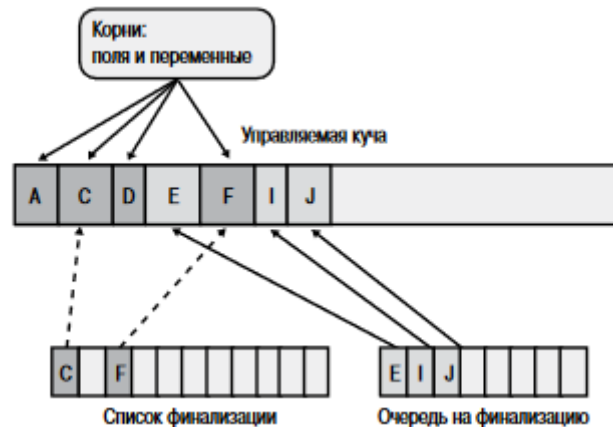 Корни:
поля и переменные
Управляемая куча
A C D E F I J
C F
E I J
Список финализации
Очередь на финализацию